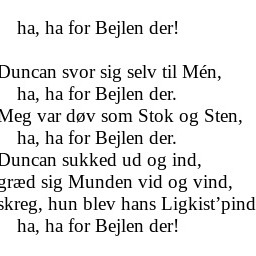 ha, ha for Bejlen der!
Duncan svor sig selv til Mén,
ha, ha for Bejlen der.
Meg var døv som Stok og Sten,
ha, ha for Bejlen der.
Duncan sukked ud og ind,
græd sig Munden vid og vind,
skreg, hun blev hans Ligkist’pind
ha, ha for Bejlen der!